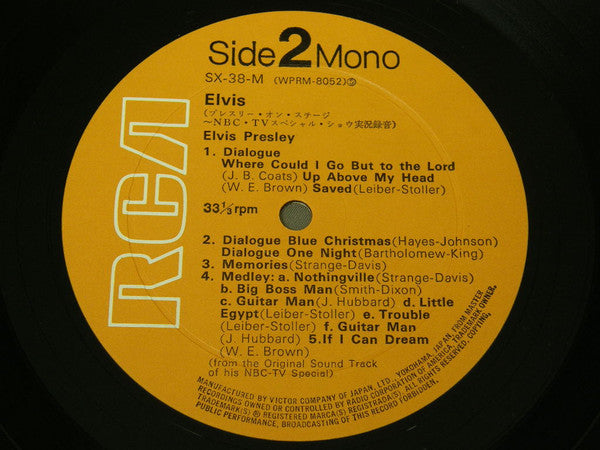 Side 2 Mono
SX-38-M (WPRM-8052)Ⓟ
Elvis
(プレスリー・オン・ステージ
〜NBC・TVスペシャル・ショウ実況録音)
Elvis Presley
1. Dialogue
Where Could I Go But to the Lord
(J. B. Coats) Up Above My Head
(W. E. Brown) Saved(Leiber-Stoller)
33⅓ rpm
2. Dialogue Blue Christmas(Hayes-Johnson)
Dialogue One Night(Bartholomew-King)
3. Memories(Strange-Davis)
4. Medley: a. Nothingville(Strange-Davis)
b. Big Boss Man(Smith-Dixon)
c. Guitar Man(J. Hubbard) d. Little
Egypt(Leiber-Stoller) e. Trouble
(Leiber-Stoller) f. Guitar Man
(J. Hubbard) 5.If I Can Dream
(W. E. Brown)
(from the Original Sound Track
of his NBC-TV Special)
RCA
MANUFACTURED BY VICTOR COMPANY OF JAPAN, LTD. YOKOHAMA, JAPAN, FROM MASTER
RECORDINGS OWNED OR CONTROLLED BY RADIO CORPORATION OF AMERICA TRADEMARK OWNER.
TRADEMARK(S) ® REGISTERED MARCA(S) REGISTRADA(S) ALL RIGHTS RESERVED. COPYING,
PUBLIC PERFORMANCE, BROADCASTING OF THIS RECORD FORBIDDEN.